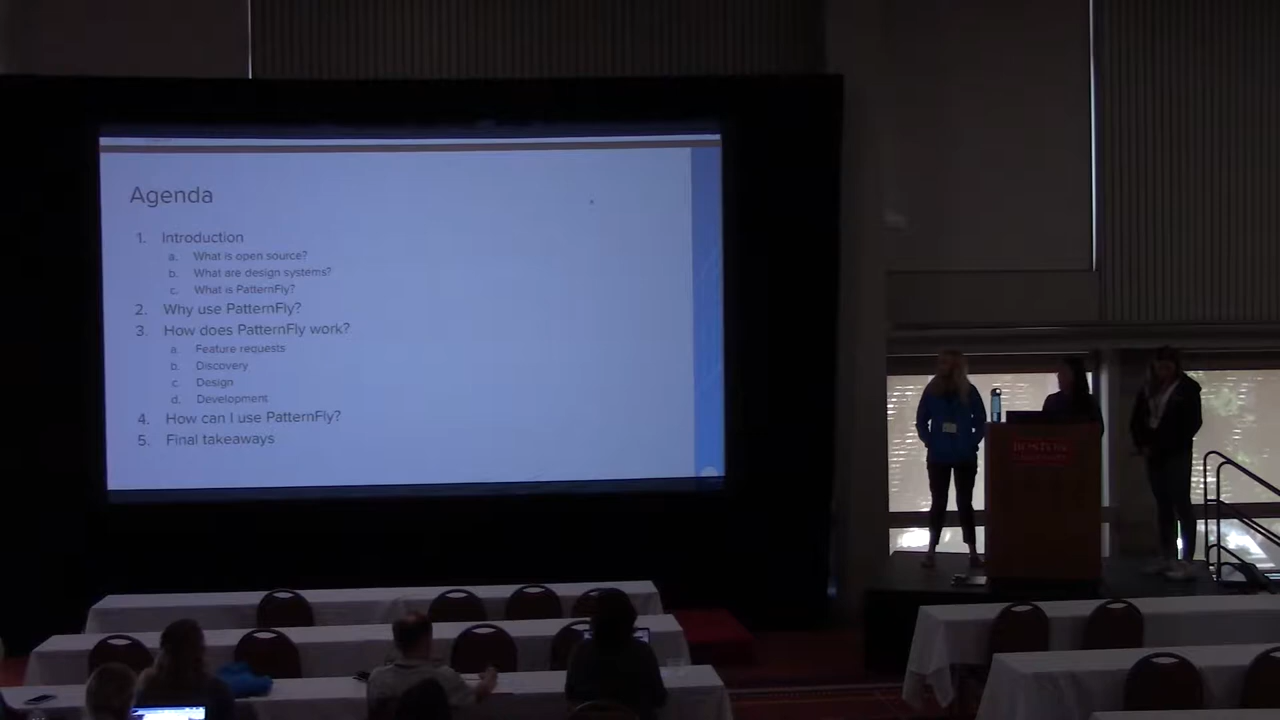 Agenda
1. Introduction
a. What is open source?
b. What are design systems?
c. What is PatternFly?
2. Why use PatternFly?
3. How does PatternFly work?
a. Feature requests
b. Discovery
c. Design
d. Development
4. How can I use PatternFly?
5. Final takeaways
BOSTON